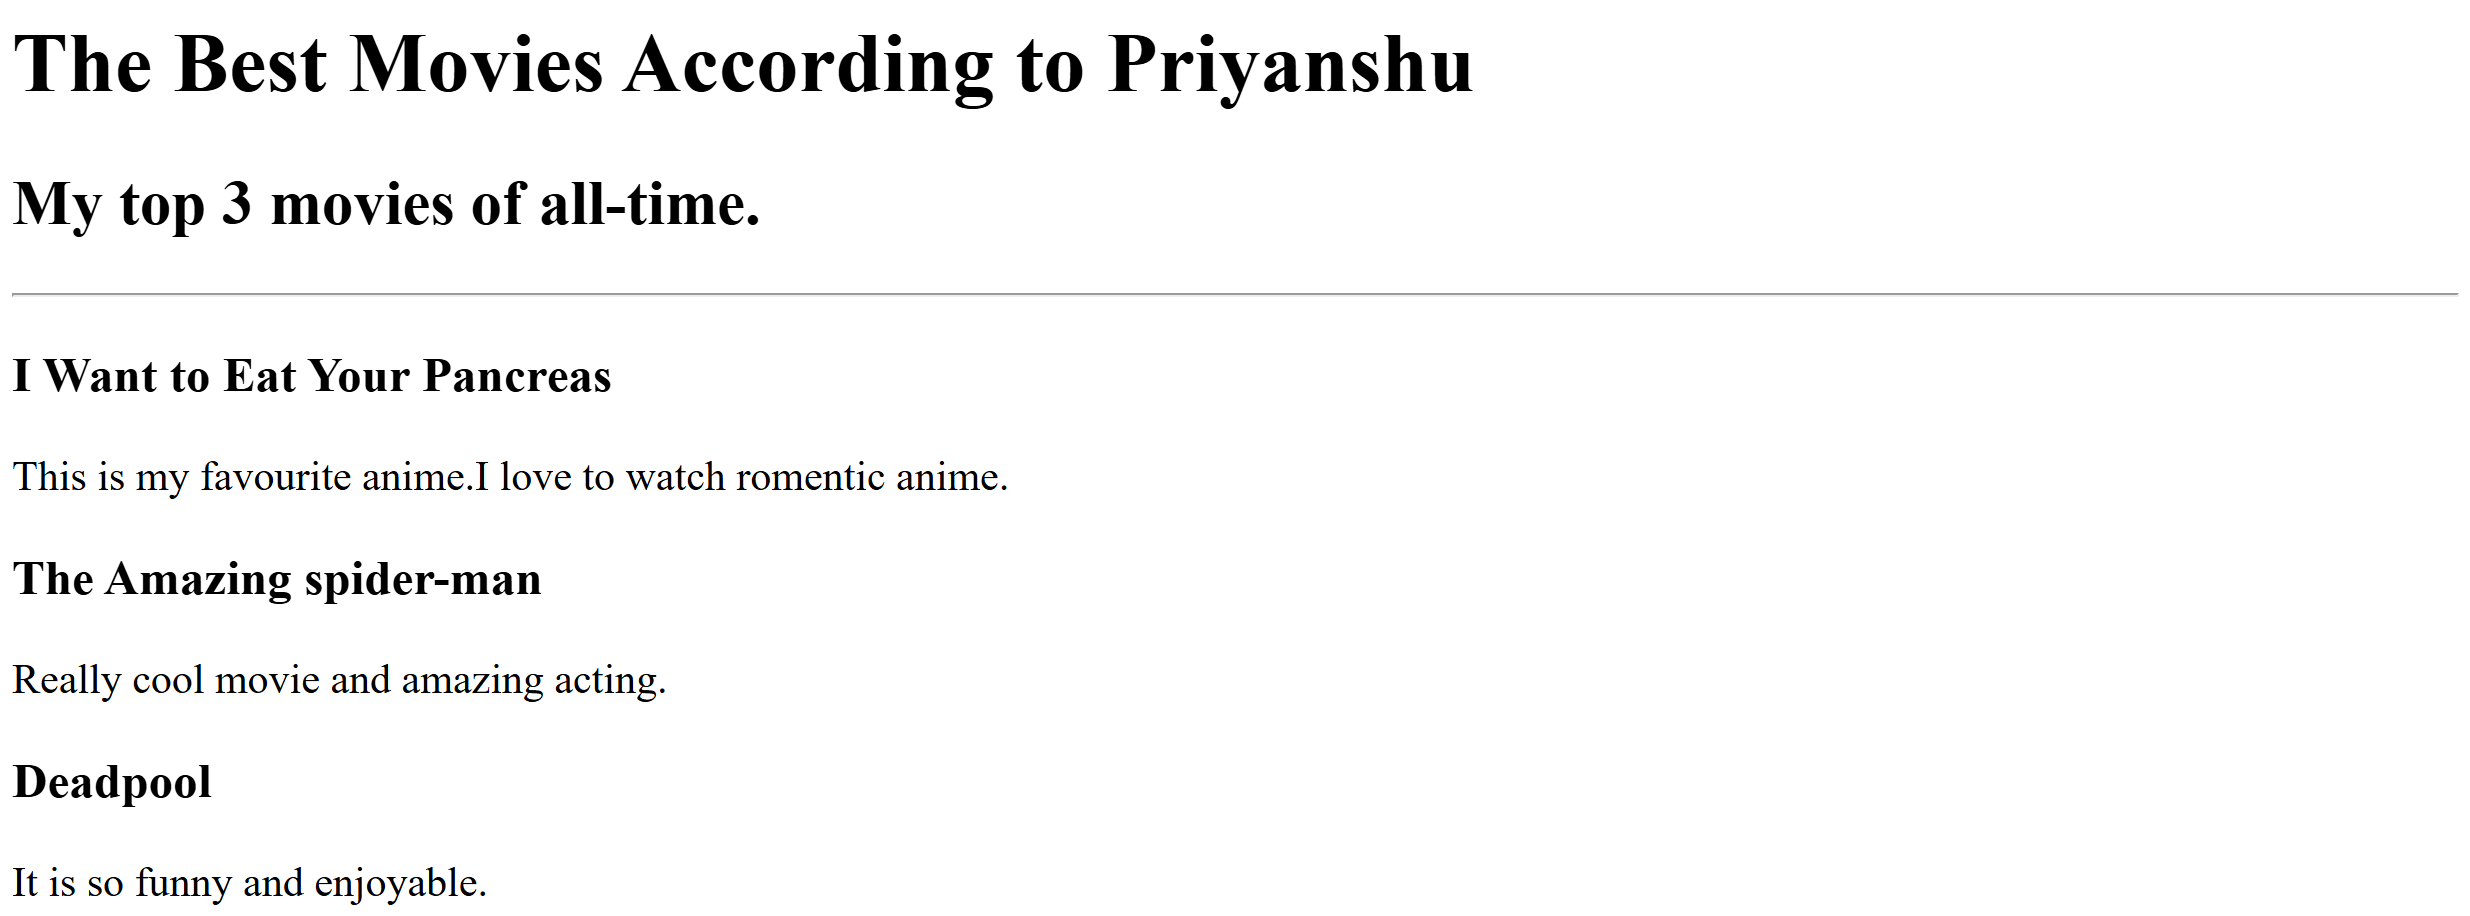 The Best Movies According to Priyanshu
My top 3 movies of all-time.
I Want to Eat Your Pancreas
This is my favourite anime.I love to watch romentic anime.
The Amazing spider-man
Really cool movie and amazing acting.
Deadpool
It is so funny and enjoyable.